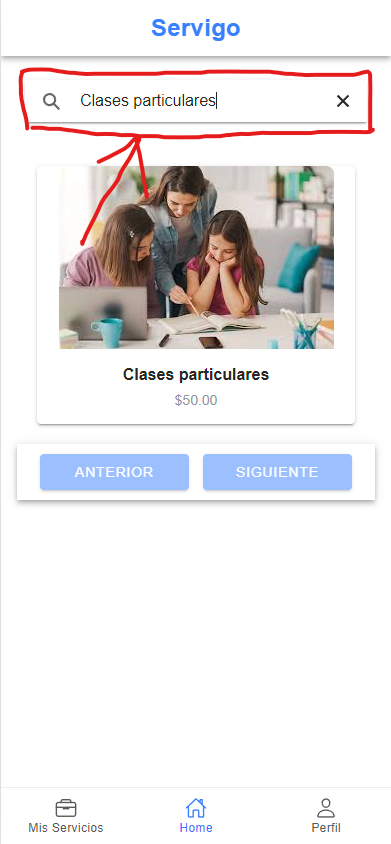 Servigo
Clases particulares
Clases particulares
$50.00
ANTERIOR SIGUIENTE
Mis Servicios Home Perfil